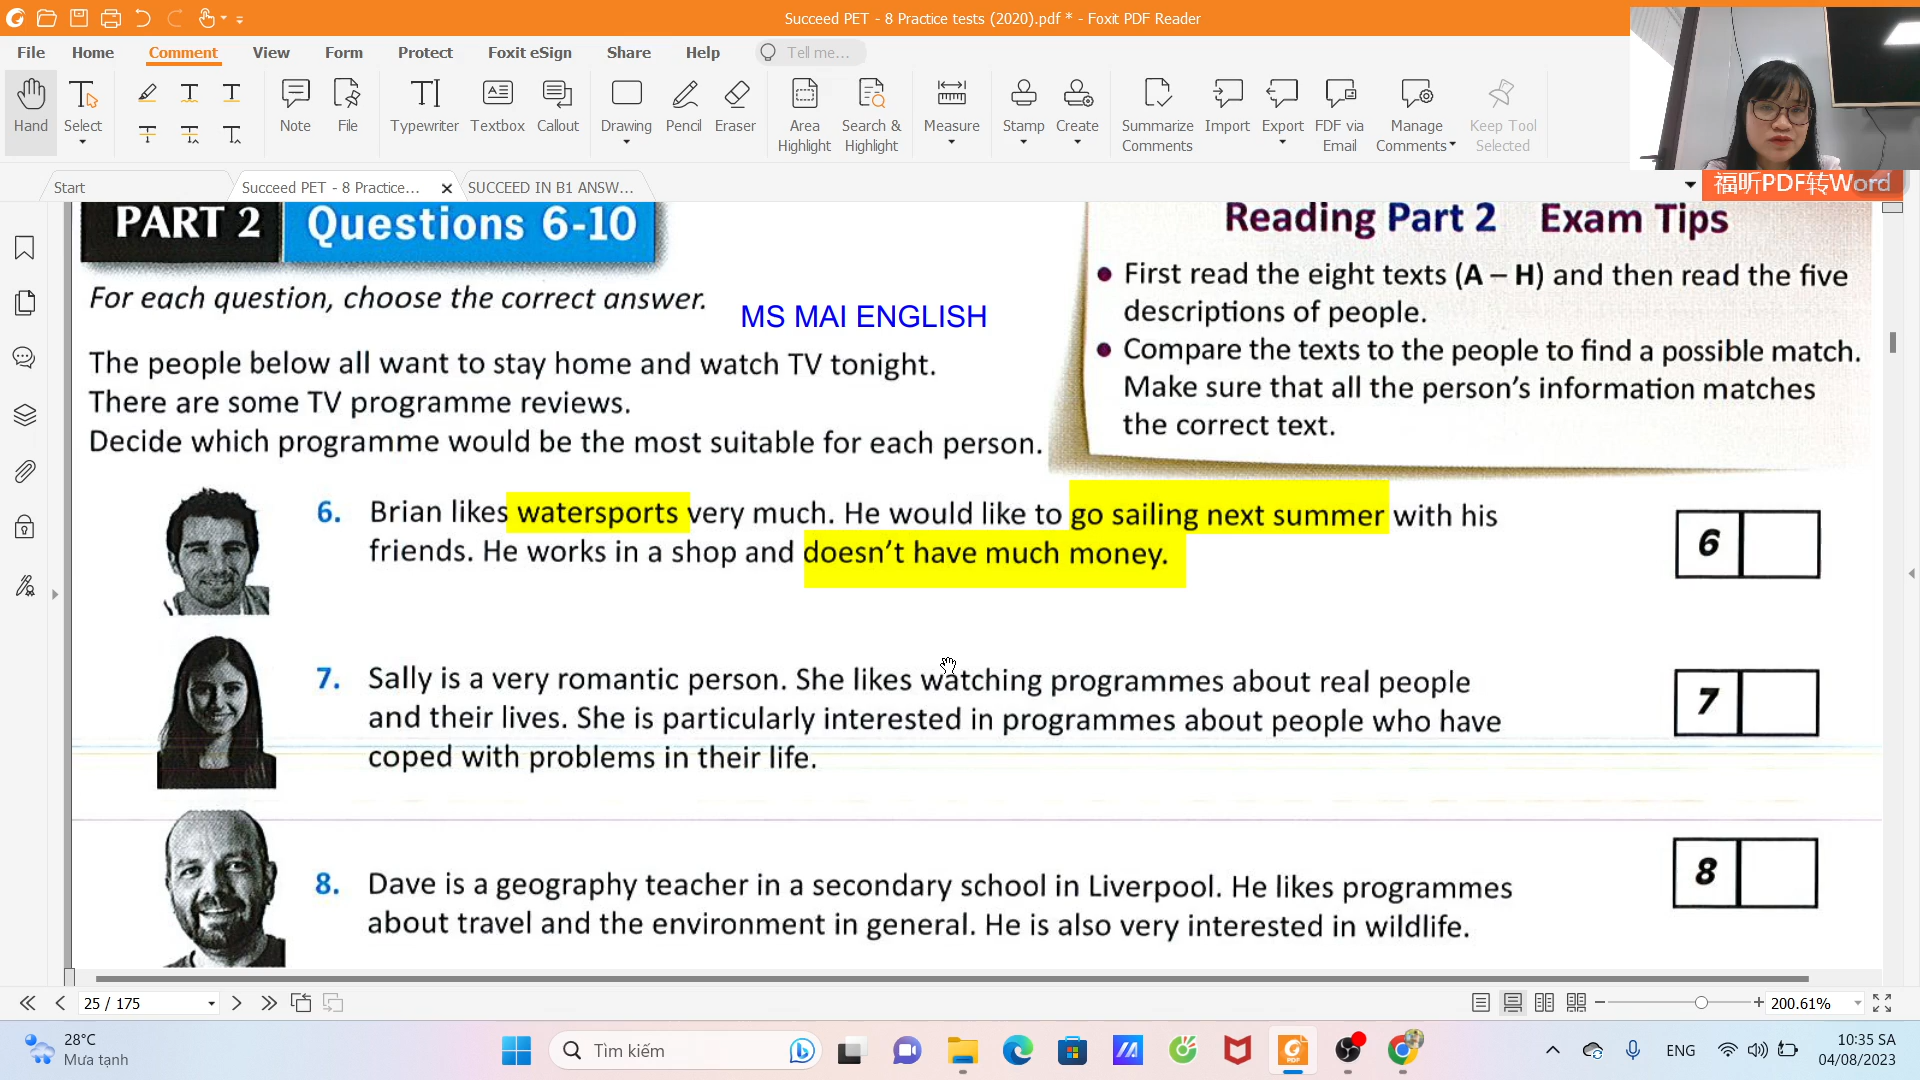 Succeed PET - 8 Practice tests (2020).pdf * - Foxit PDF Reader
File Home Comment View Form Protect Foxit eSign Share Help Tell me...
Hand Select Note File Typewriter Textbox Callout Drawing Pencil Eraser Area Highlight Search & Highlight Measure Stamp Create Summarize Comments Import Export FDF via Email Manage Comments Keep Tool Selected
Start Succeed PET - 8 Practice... SUCCEED IN B1 ANSW...
福昕PDF转Word
PART 2 Questions 6-10
For each question, choose the correct answer.
MS MAI ENGLISH
The people below all want to stay home and watch TV tonight.
There are some TV programme reviews.
Decide which programme would be the most suitable for each person.
Reading Part 2 Exam Tips
• First read the eight texts (A – H) and then read the five
descriptions of people.
• Compare the texts to the people to find a possible match.
Make sure that all the person's information matches
the correct text.
6. Brian likes watersports very much. He would like to go sailing next summer with his
friends. He works in a shop and doesn't have much money.
6
7. Sally is a very romantic person. She likes watching programmes about real people
and their lives. She is particularly interested in programmes about people who have
coped with problems in their life.
7
8. Dave is a geography teacher in a secondary school in Liverpool. He likes programmes
about travel and the environment in general. He is also very interested in wildlife.
8
25 / 175
200.61%
28°C
Mưa tạnh
Tìm kiếm
ENG
10:35 SA
04/08/2023